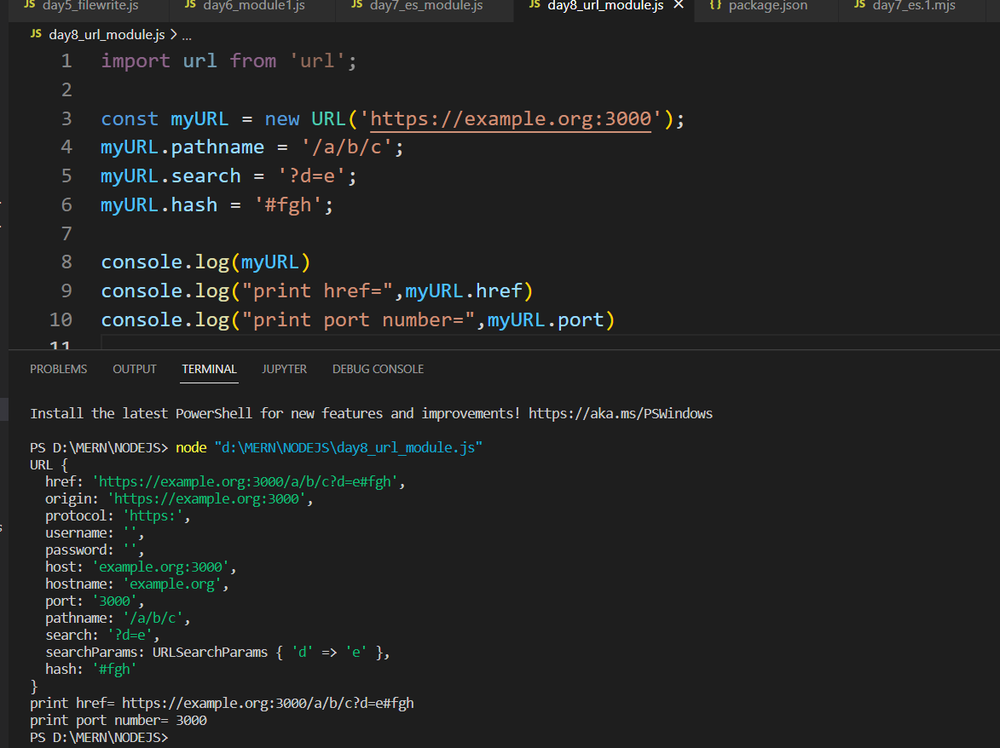 JS day5_filewrite.js JS day6_module1.js JS day7_es_module.js JS day8_url_module.js × {} package.json JS day7_es.1.mjs
JS day8_url_module.js > ...
1 import url from 'url';
2
3 const myURL = new URL('https://example.org:3000');
4 myURL.pathname = '/a/b/c';
5 myURL.search = '?d=e';
6 myURL.hash = '#fgh';
7
8 console.log(myURL)
9 console.log("print href=",myURL.href)
10 console.log("print port number=",myURL.port)
11
PROBLEMS OUTPUT TERMINAL JUPYTER DEBUG CONSOLE
Install the latest PowerShell for new features and improvements! https://aka.ms/PSWindows
PS D:\MERN\NODEJS> node "d:\MERN\NODEJS\day8_url_module.js"
URL {
  href: 'https://example.org:3000/a/b/c?d=e#fgh',
  origin: 'https://example.org:3000',
  protocol: 'https:',
  username: '',
  password: '',
  host: 'example.org:3000',
  hostname: 'example.org',
  port: '3000',
  pathname: '/a/b/c',
  search: '?d=e',
  searchParams: URLSearchParams { 'd' => 'e' },
  hash: '#fgh'
}
print href= https://example.org:3000/a/b/c?d=e#fgh
print port number= 3000
PS D:\MERN\NODEJS>